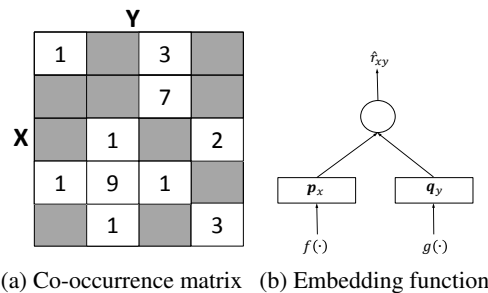 Y
X
1 3
7
1 2
1 9 1
1 3
r̂xy
px
qy
f(·)
g(·)
(a) Co-occurrence matrix (b) Embedding function